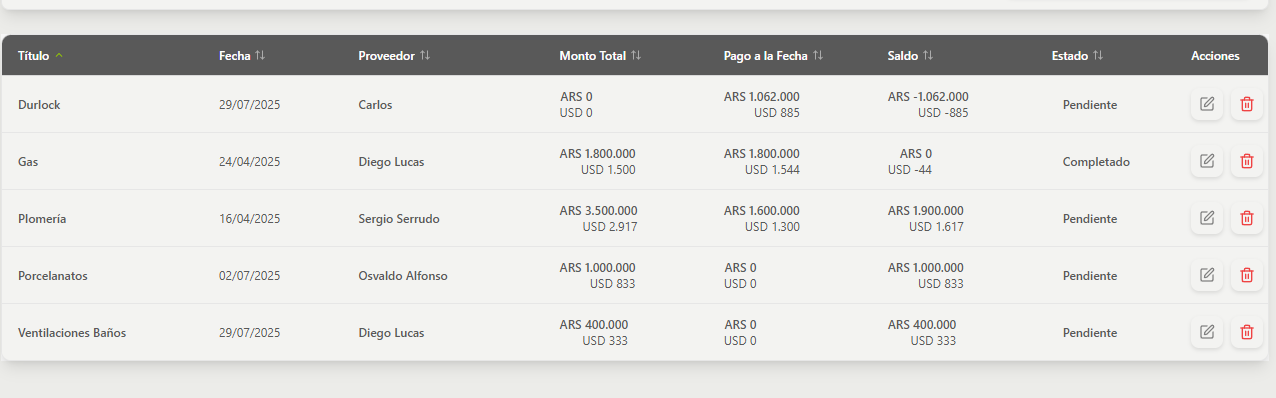 Título Fecha Proveedor Monto Total Pago a la Fecha Saldo Estado Acciones
Durlock 29/07/2025 Carlos ARS 0 ARS 1.062.000 ARS -1.062.000 Pendiente
USD 0 USD 885 USD -885
Gas 24/04/2025 Diego Lucas ARS 1.800.000 ARS 1.800.000 ARS 0 Completado
USD 1.500 USD 1.544 USD -44
Plomería 16/04/2025 Sergio Serrudo ARS 3.500.000 ARS 1.600.000 ARS 1.900.000 Pendiente
USD 2.917 USD 1.300 USD 1.617
Porcelanatos 02/07/2025 Osvaldo Alfonso ARS 1.000.000 ARS 0 ARS 1.000.000 Pendiente
USD 833 USD 0 USD 833
Ventilaciones Baños 29/07/2025 Diego Lucas ARS 400.000 ARS 0 ARS 400.000 Pendiente
USD 333 USD 0 USD 333